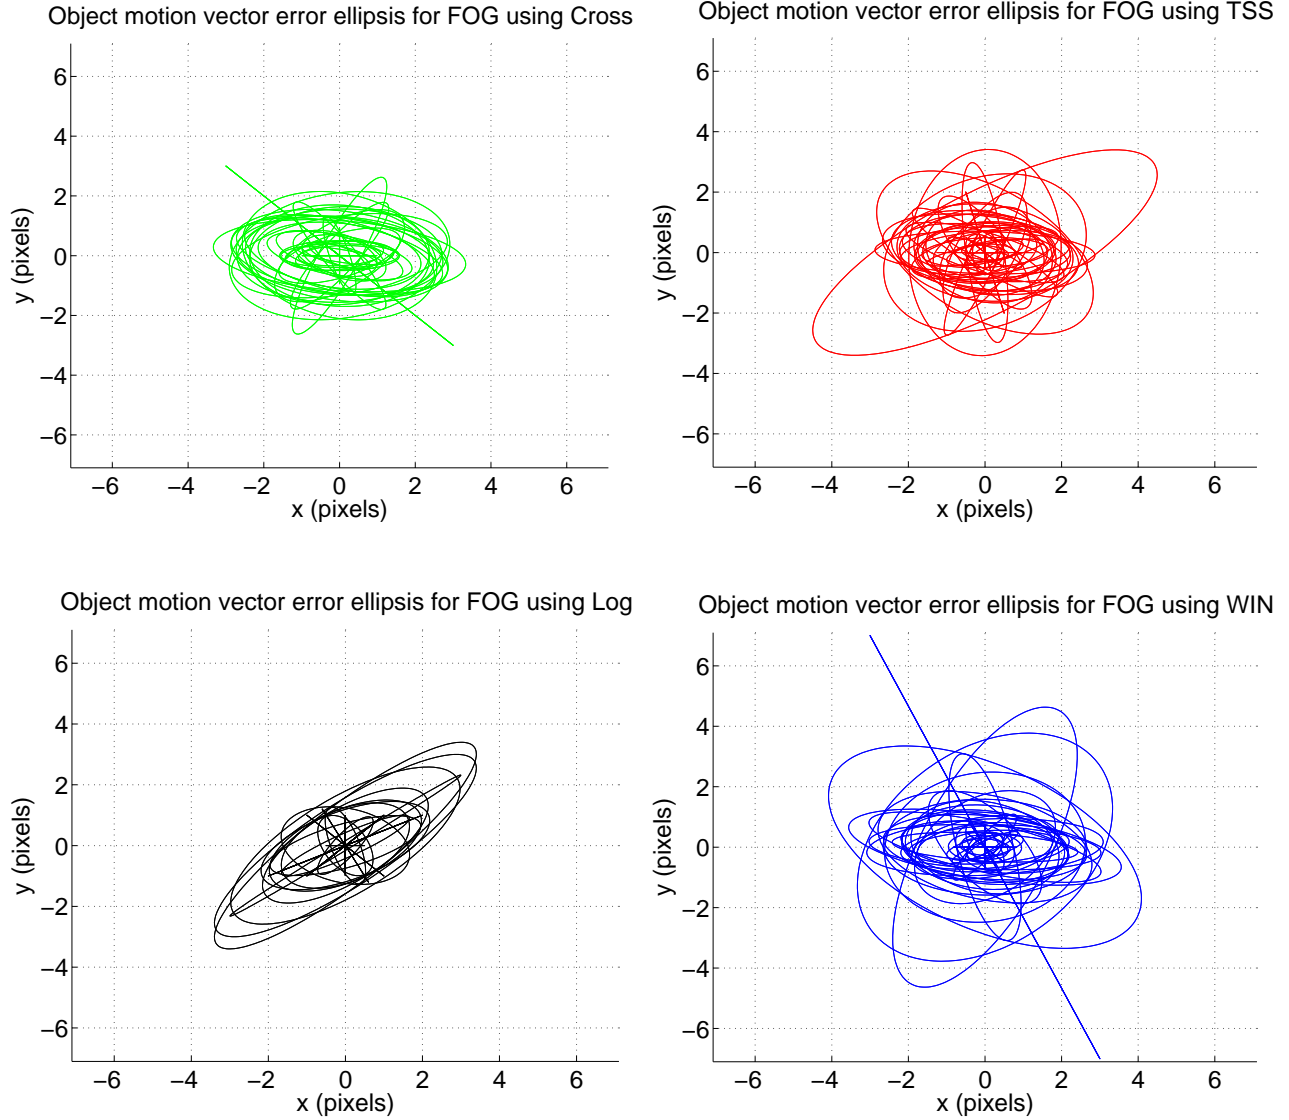 Object motion vector error ellipsis for FOG using Cross
6
4
2
0
−2
−4
−6
y (pixels)
−6 −4 −2 0 2 4 6
x (pixels)
Object motion vector error ellipsis for FOG using TSS
6
4
2
0
−2
−4
−6
y (pixels)
−6 −4 −2 0 2 4 6
x (pixels)
Object motion vector error ellipsis for FOG using Log
6
4
2
0
−2
−4
−6
y (pixels)
−6 −4 −2 0 2 4 6
x (pixels)
Object motion vector error ellipsis for FOG using WIN
6
4
2
0
−2
−4
−6
y (pixels)
−6 −4 −2 0 2 4 6
x (pixels)